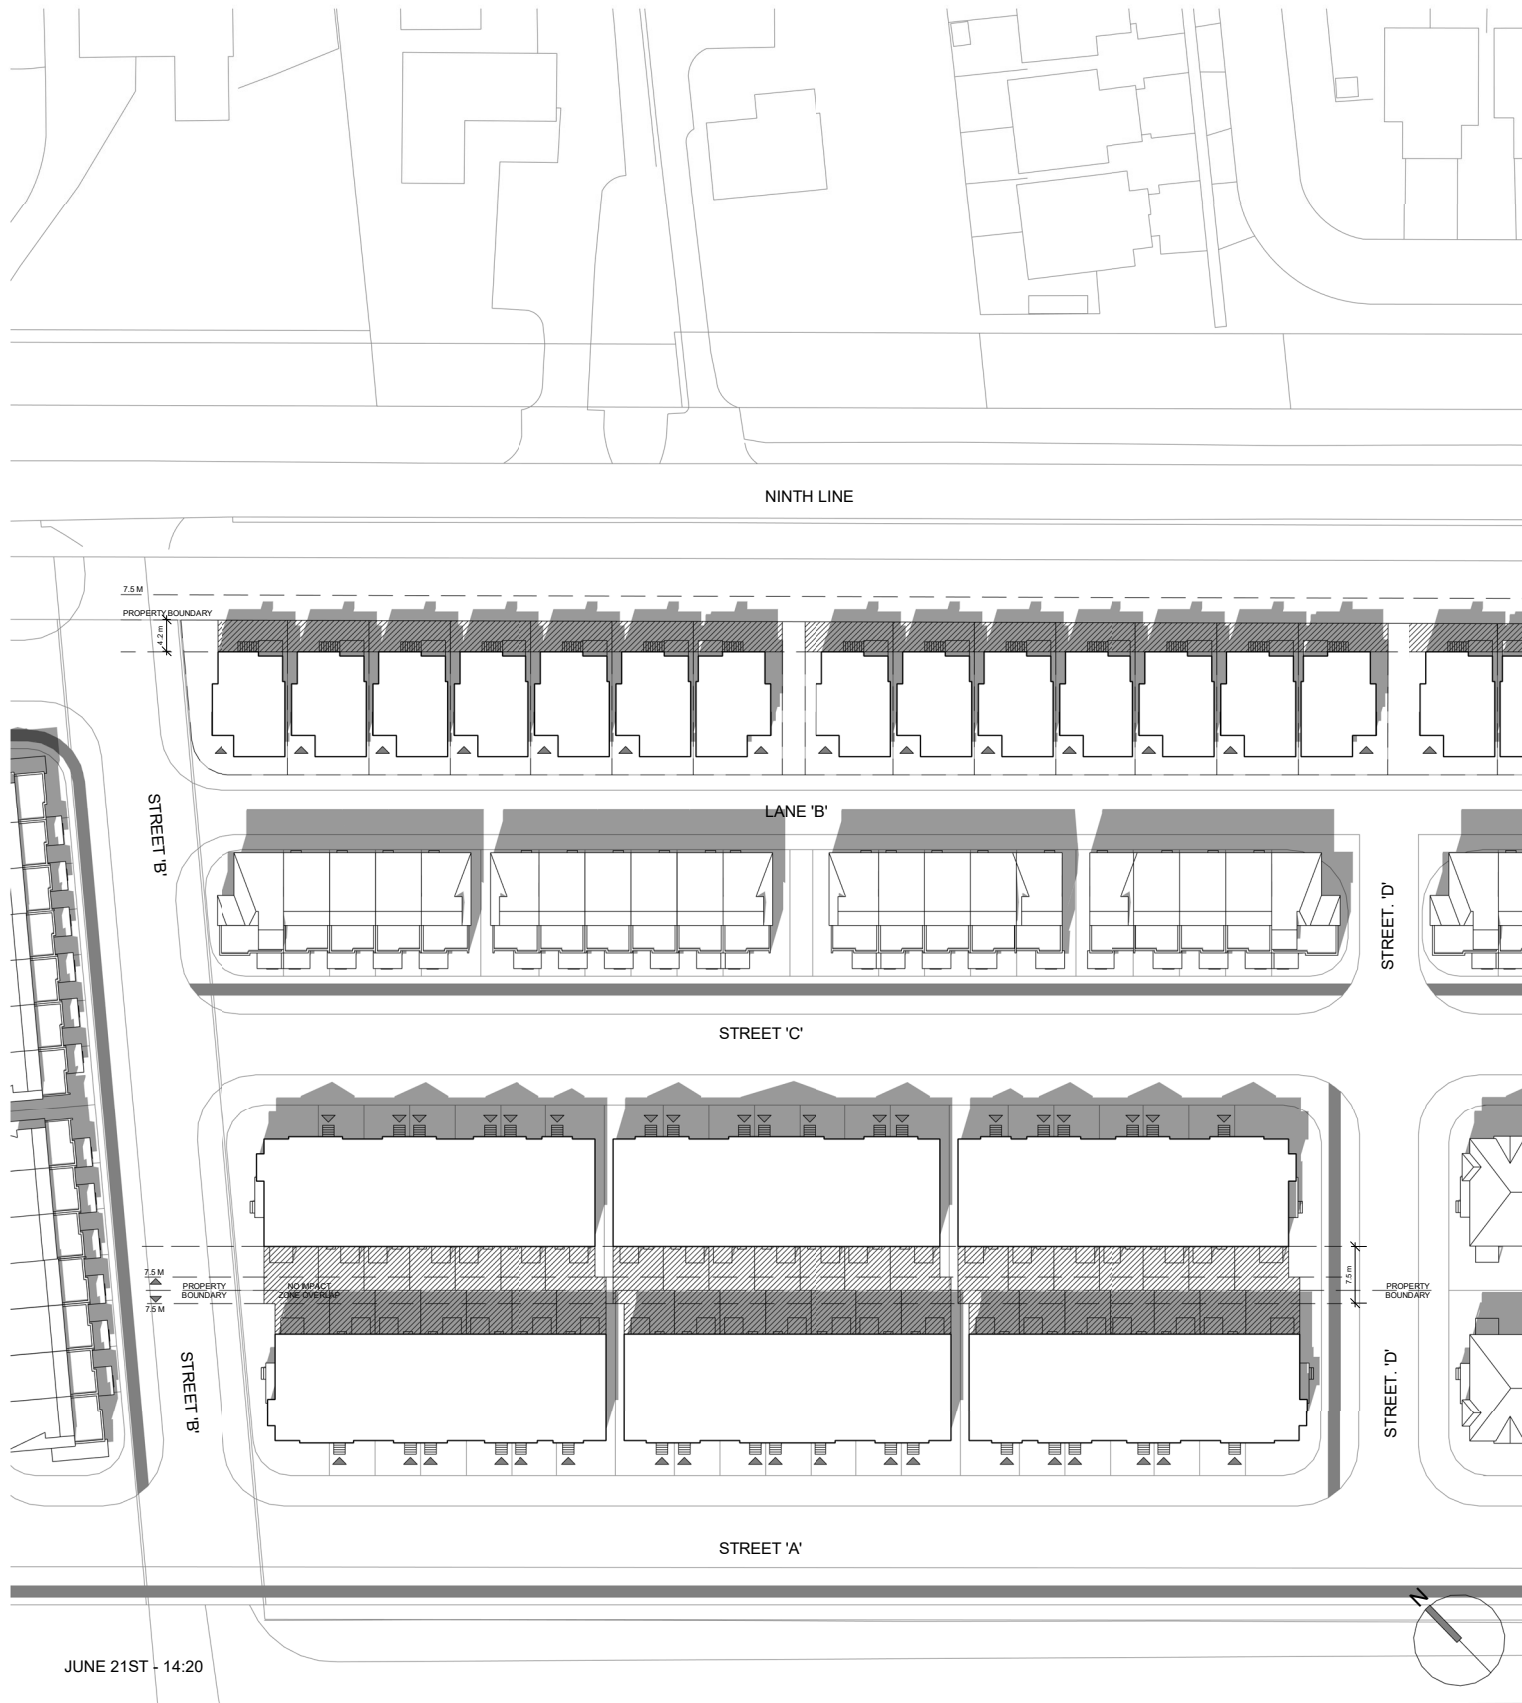 NINTH LINE
7.5 M
PROPERTY BOUNDARY
4.2 m
LANE 'B'
STREET 'B'
STREET. 'D'
STREET 'C'
7.5 M
PROPERTY
BOUNDARY
7.5 M
NO IMPACT
ZONE OVERLAP
7.5 m
PROPERTY
BOUNDARY
STREET 'B'
STREET. 'D'
STREET 'A'
N
JUNE 21ST - 14:20